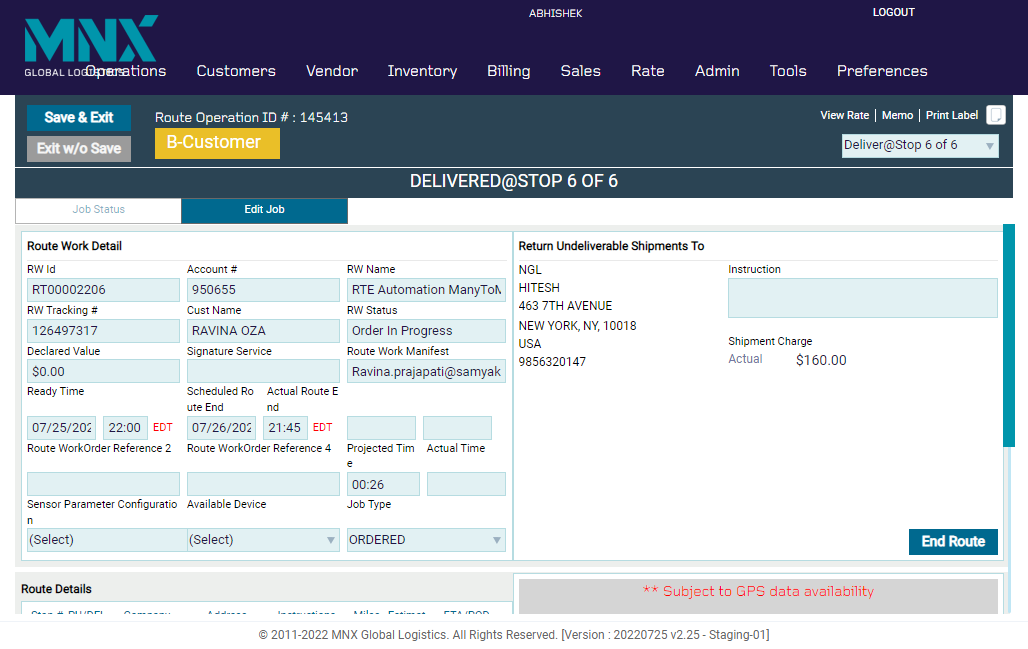 ABHISHEK
LOGOUT
MNX
GLOBAL LOGISTICS
Operations Customers Vendor Inventory Billing Sales Rate Admin Tools Preferences
Save & Exit
Exit w/o Save
Route Operation ID # : 145413
B-Customer
View Rate | Memo | Print Label
Deliver@Stop 6 of 6
DELIVERED@STOP 6 OF 6
Job Status Edit Job
Route Work Detail
RW Id Account # RW Name
RT00002206 950655 RTE Automation ManyToM
RW Tracking # Cust Name RW Status
126497317 RAVINA OZA Order In Progress
Declared Value Signature Service Route Work Manifest
$0.00 Ravina.prajapati@samyak
Ready Time Scheduled Ro Actual Route E
ute End nd
07/25/202 22:00 EDT 07/26/202 21:45 EDT
Route WorkOrder Reference 2 Route WorkOrder Reference 4 Projected Tim Actual Time
e
00:26
Sensor Parameter Configuratio Available Device Job Type
n
(Select) (Select) ORDERED
Return Undeliverable Shipments To
NGL
HITESH
463 7TH AVENUE
NEW YORK, NY, 10018
USA
9856320147
Instruction
Shipment Charge
Actual $160.00
End Route
Route Details
Stop # PU/DEL Company Address Instructions Miles Estimat ETA/POD
** Subject to GPS data availability
© 2011-2022 MNX Global Logistics. All Rights Reserved. [Version : 20220725 v2.25 - Staging-01]